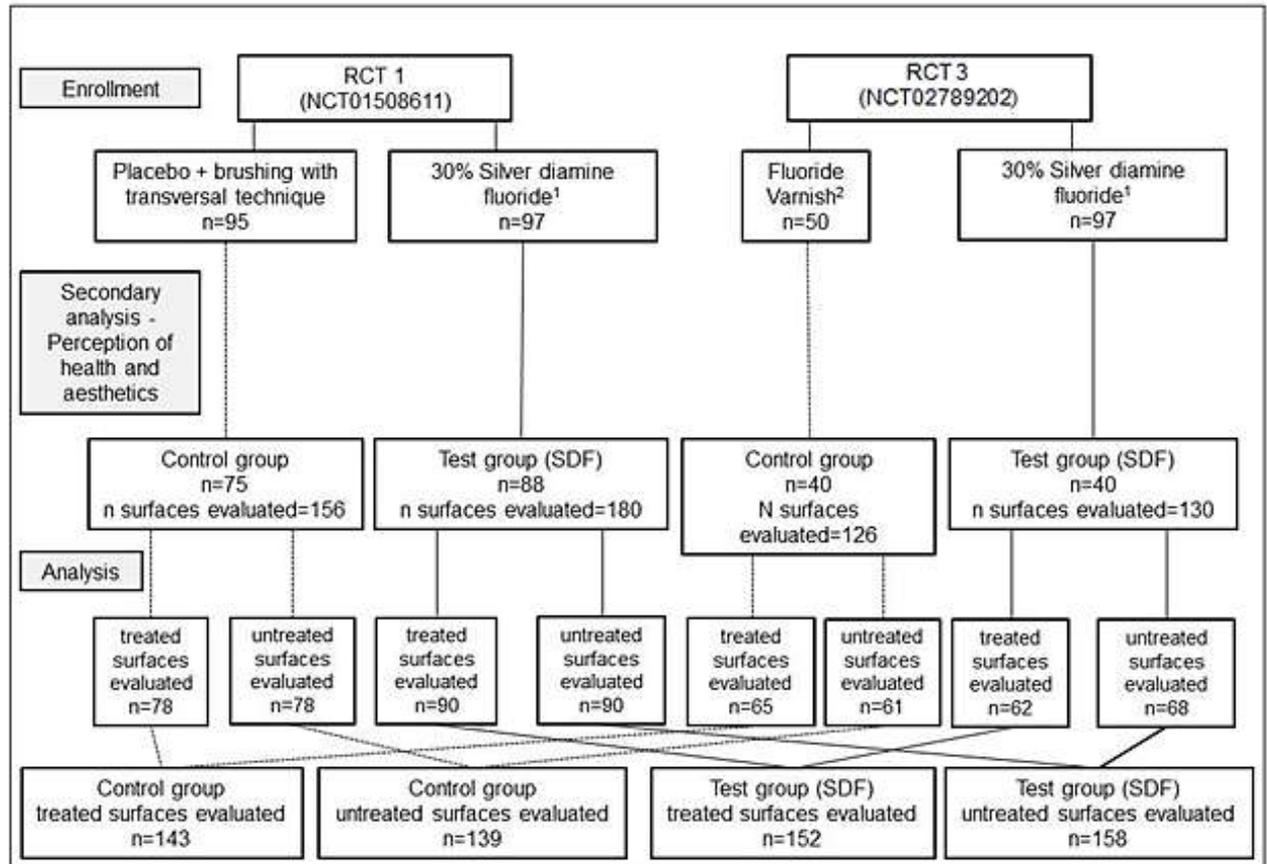 Enrollment
RCT 1
(NCT01508611)
RCT 3
(NCT02789202)
Placebo + brushing with
transversal technique
n=95
30% Silver diamine
fluoride¹
n=97
Fluoride
Varnish²
n=50
30% Silver diamine
fluoride¹
n=97
Secondary
analysis -
Perception of
health and
aesthetics
Control group
n=75
n surfaces evaluated=156
Test group (SDF)
n=88
n surfaces evaluated=180
Control group
n=40
N surfaces
evaluated=126
Test group (SDF)
n=40
n surfaces evaluated=130
Analysis
treated
surfaces
evaluated
n=78
untreated
surfaces
evaluated
n=78
treated
surfaces
evaluated
n=90
untreated
surfaces
evaluated
n=90
treated
surfaces
evaluated
n=65
untreated
surfaces
evaluated
n=61
treated
surfaces
evaluated
n=62
untreated
surfaces
evaluated
n=68
Control group
treated surfaces evaluated
n=143
Control group
untreated surfaces evaluated
n=139
Test group (SDF)
treated surfaces evaluated
n=152
Test group (SDF)
untreated surfaces evaluated
n=158